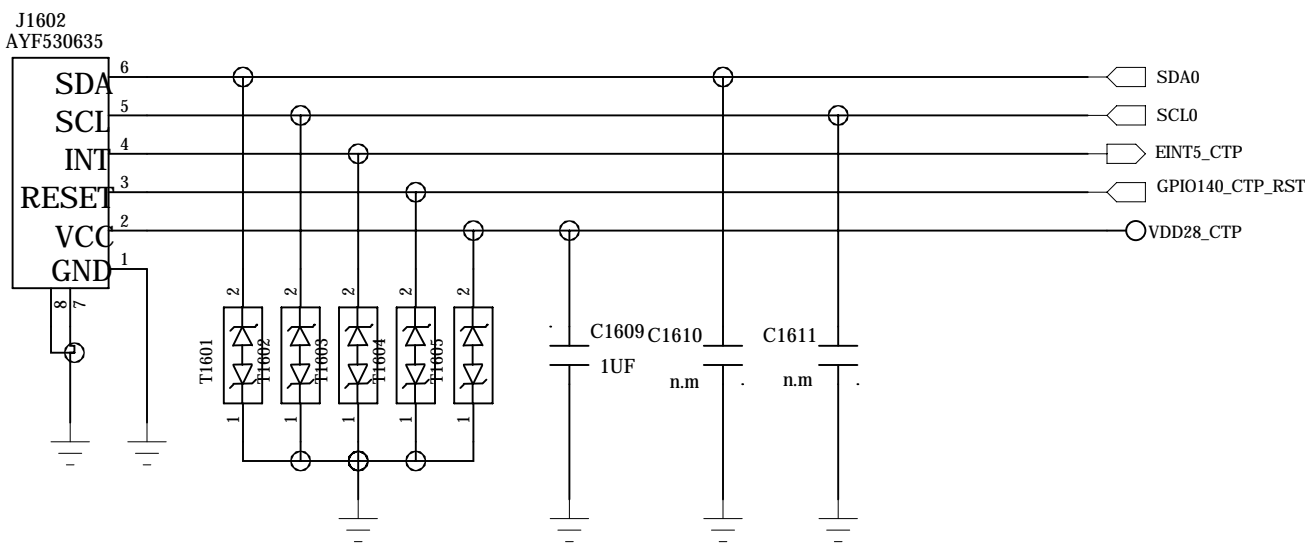 J1602
AYF530635
SDA 6 SDA0
SCL 5 SCL0
INT 4 EINT5_CTP
RESET 3 GPIO140_CTP_RST
VCC 2 VDD28_CTP
GND 1
8 7
2 2 2 2 2
T1601 T1602 T1603 T1604 T1605
1 1 1 1 1
C1609
1UF
C1610
n.m
C1611
n.m